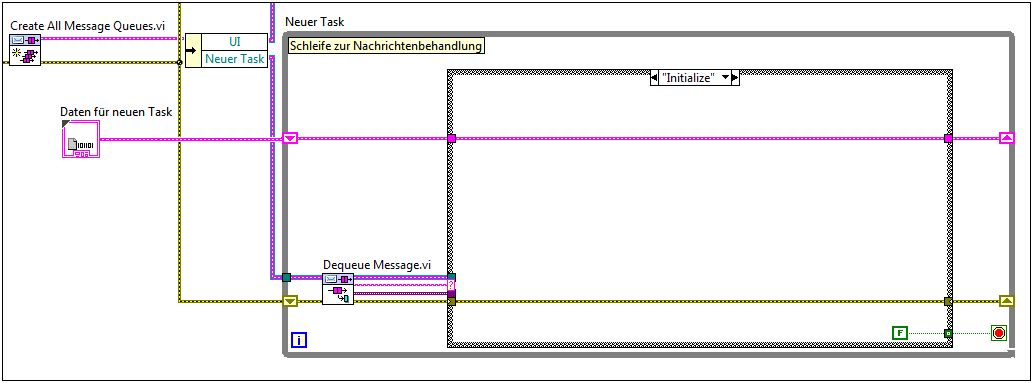 Create All Message Queues.vi
Neuer Task
UI
Neuer Task
Schleife zur Nachrichtenbehandlung
"Initialize"
Daten für neuen Task
Dequeue Message.vi
?
F
i